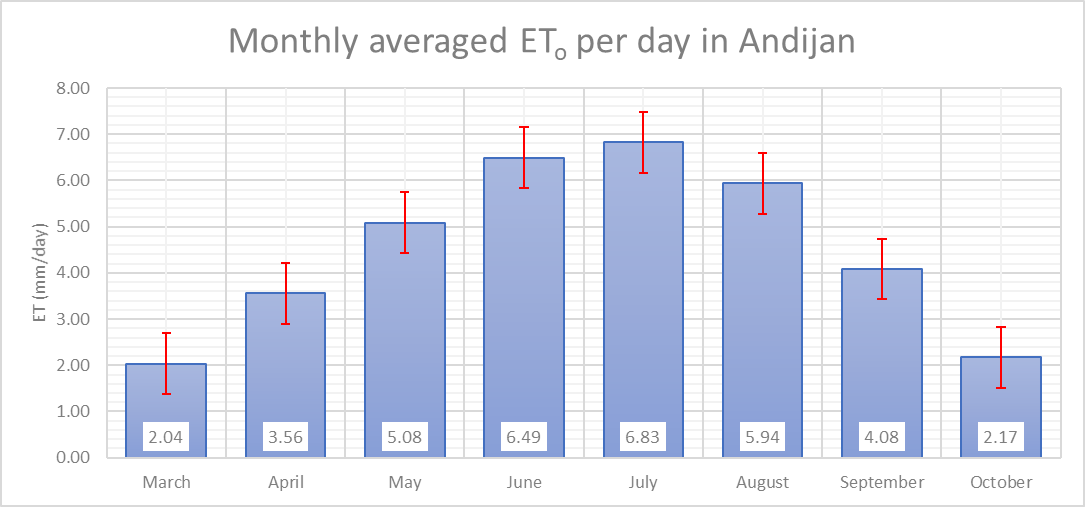 Monthly averaged ETo per day in Andijan
8.00
7.00
6.00
5.00
4.00
3.00
2.00
1.00
0.00
ET (mm/day)
2.04 3.56 5.08 6.49 6.83 5.94 4.08 2.17
March April May June July August September October